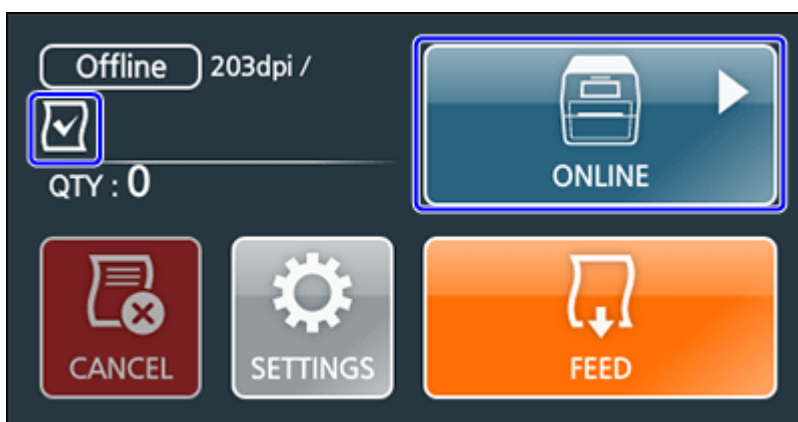 Offline 203dpi /
QTY : 0
ONLINE
CANCEL
SETTINGS
FEED